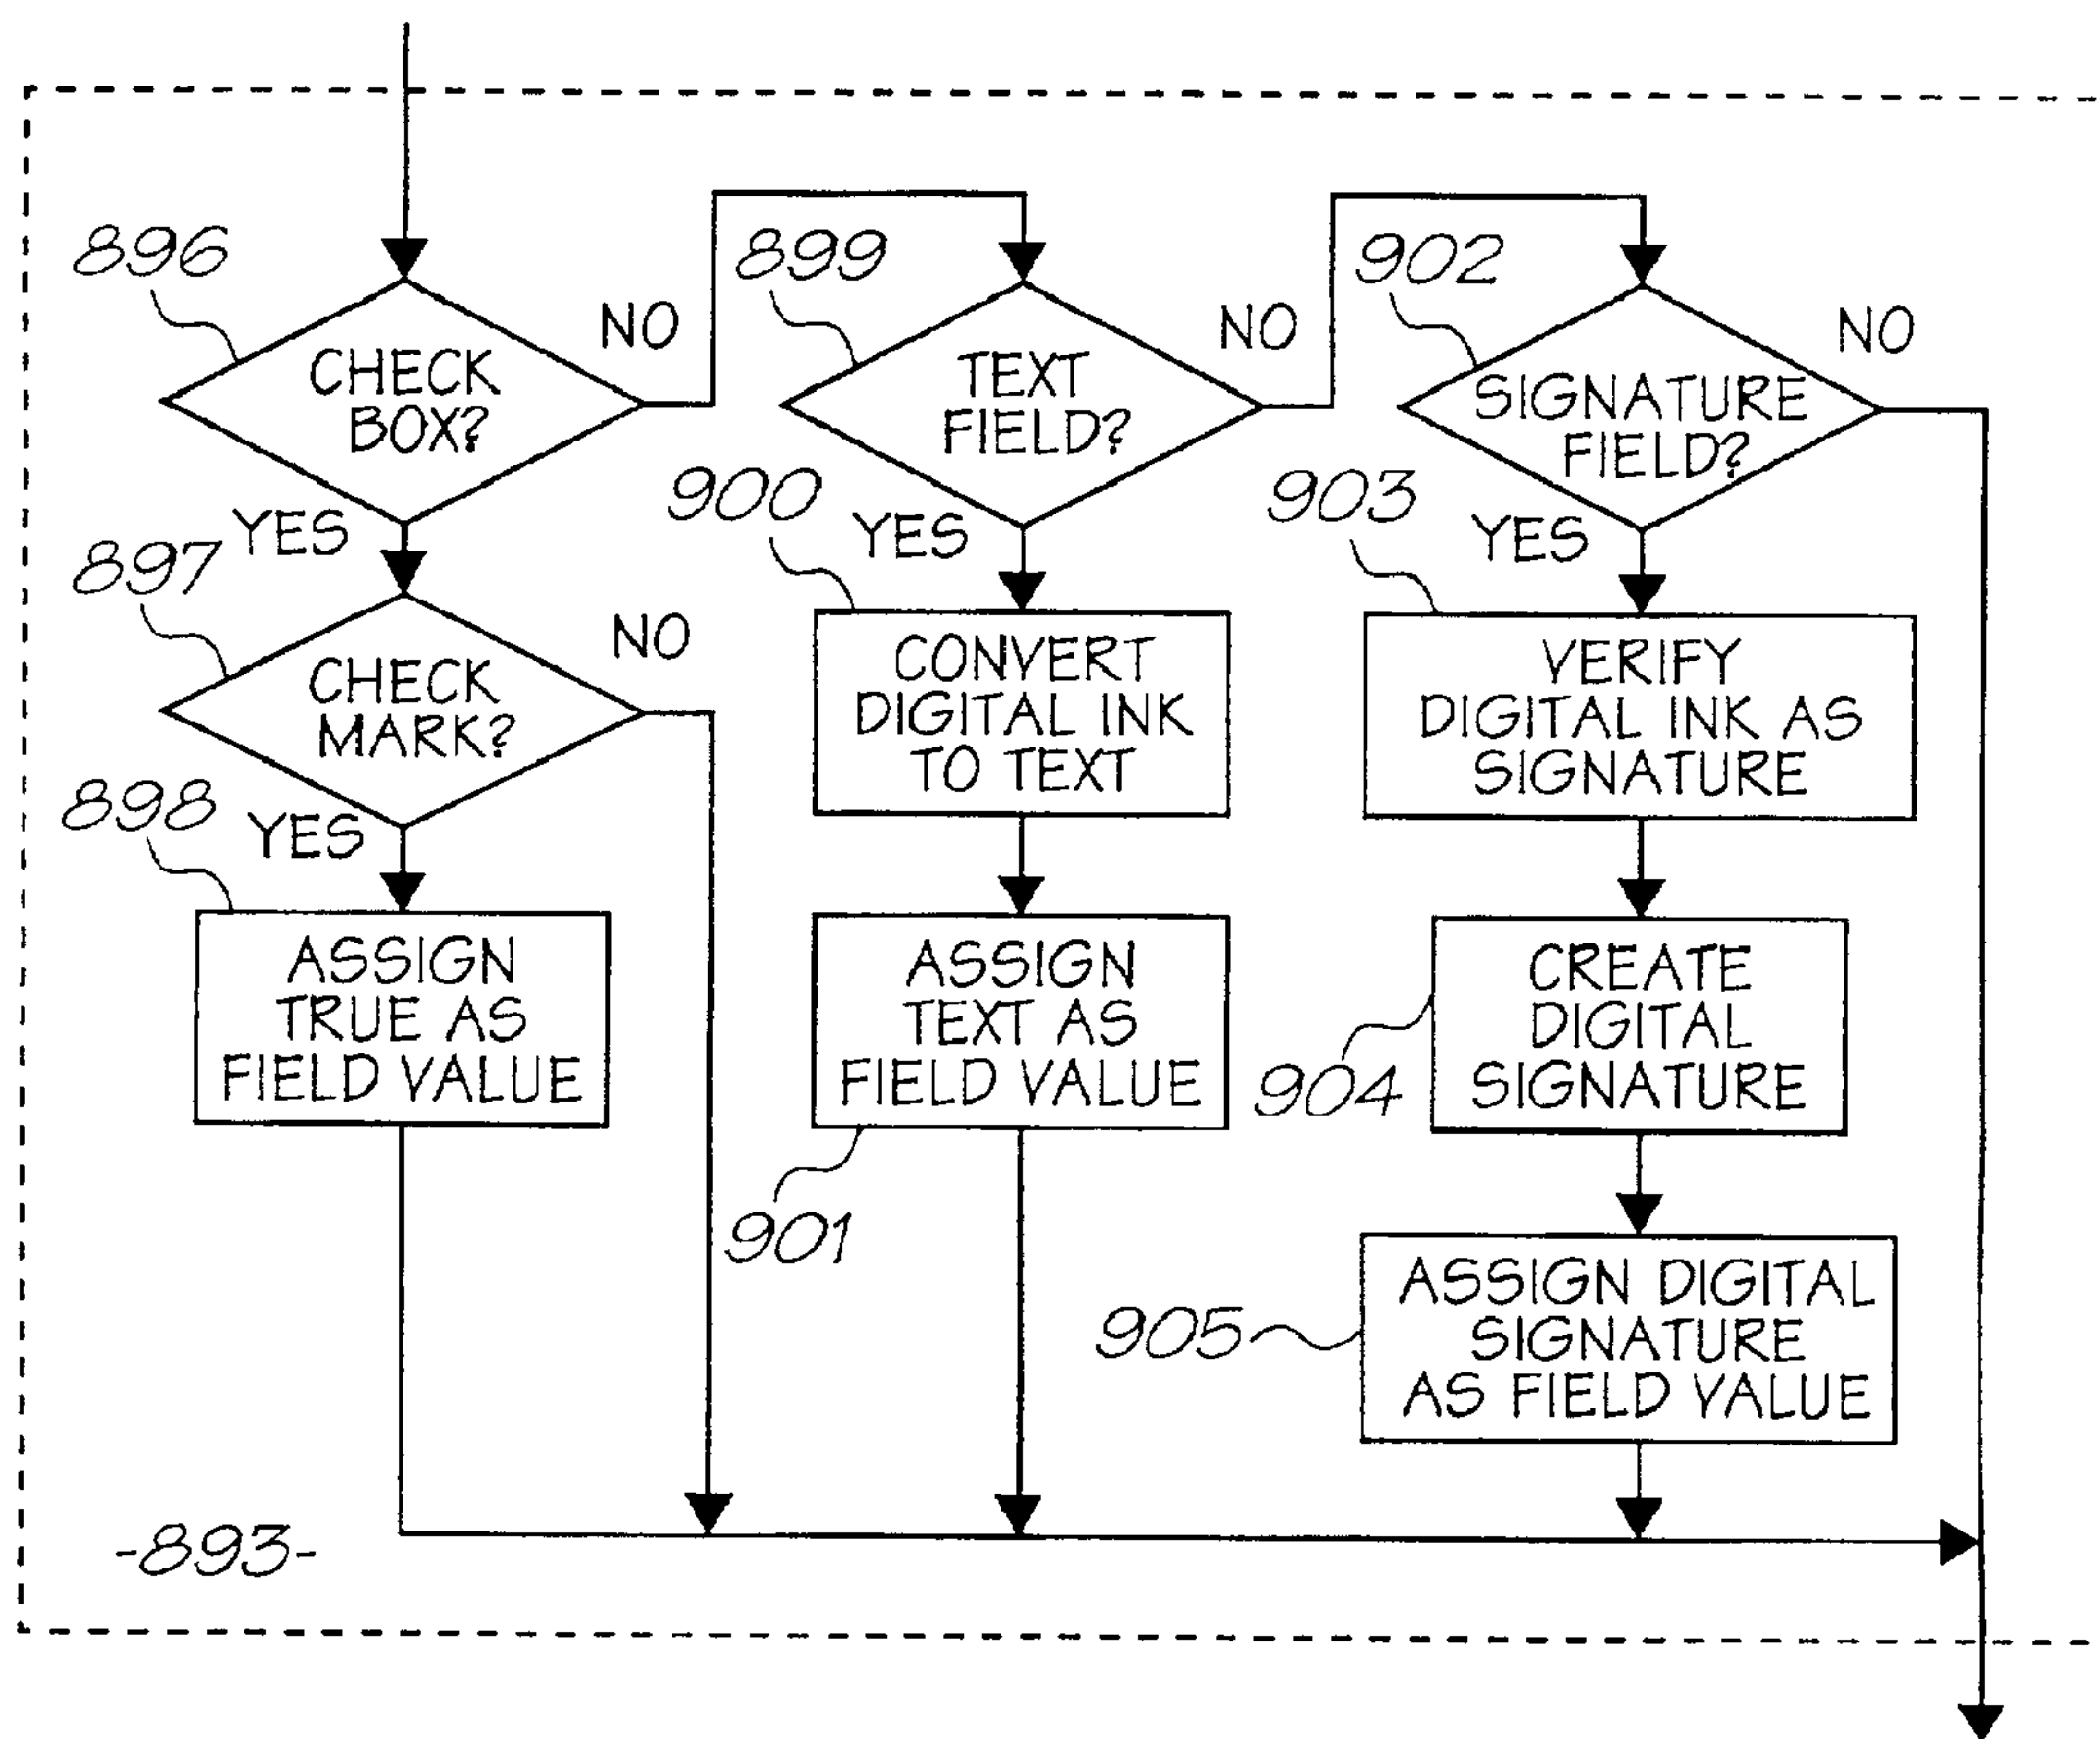 896
CHECK
BOX?
NO
YES
897
CHECK
MARK?
NO
YES
898
ASSIGN
TRUE AS
FIELD VALUE
899
TEXT
FIELD?
NO
YES
900
CONVERT
DIGITAL INK
TO TEXT
ASSIGN
TEXT AS
FIELD VALUE
901
902
SIGNATURE
FIELD?
NO
YES
903
VERIFY
DIGITAL INK AS
SIGNATURE
CREATE
DIGITAL
SIGNATURE
904
ASSIGN DIGITAL
SIGNATURE
AS FIELD VALUE
905
-893-